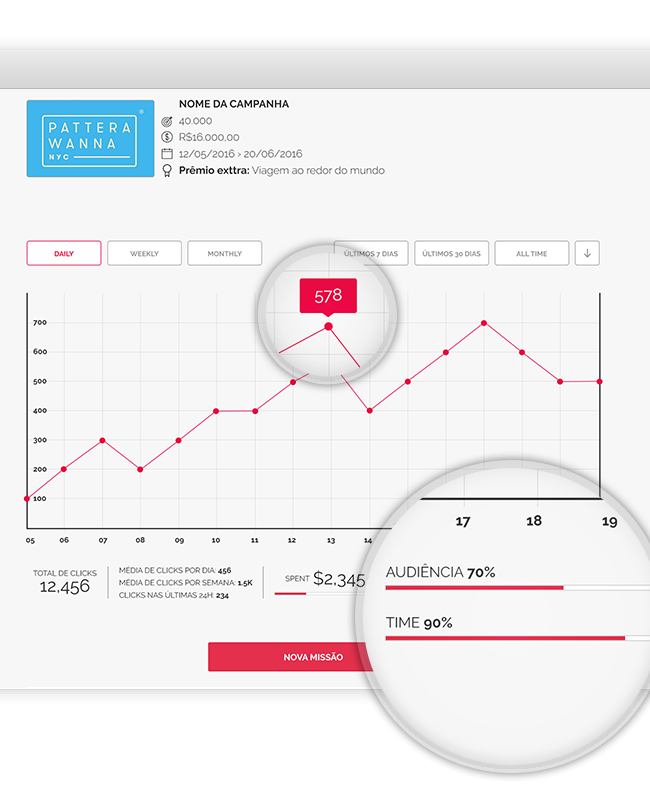 PATTERA
WANNA
NYC
®
NOME DA CAMPANHA
40.000
R$16.000,00
12/05/2016 > 20/06/2016
Prêmio exttra: Viagem ao redor do mundo
DAILY
WEEKLY
MONTHLY
ÚLTIMOS 7 DIAS
ÚLTIMOS 30 DIAS
ALL TIME
578
700
600
500
400
300
200
100
05 06 07 08 09 10 11 12 13 14
17 18 19
TOTAL DE CLICKS
12,456
MÉDIA DE CLICKS POR DIA: 456
MÉDIA DE CLICKS POR SEMANA: 1.5K
CLICKS NAS ÚLTIMAS 24H: 234
SPENT $2,345
AUDIÊNCIA 70%
TIME 90%
NOVA MISSÃO